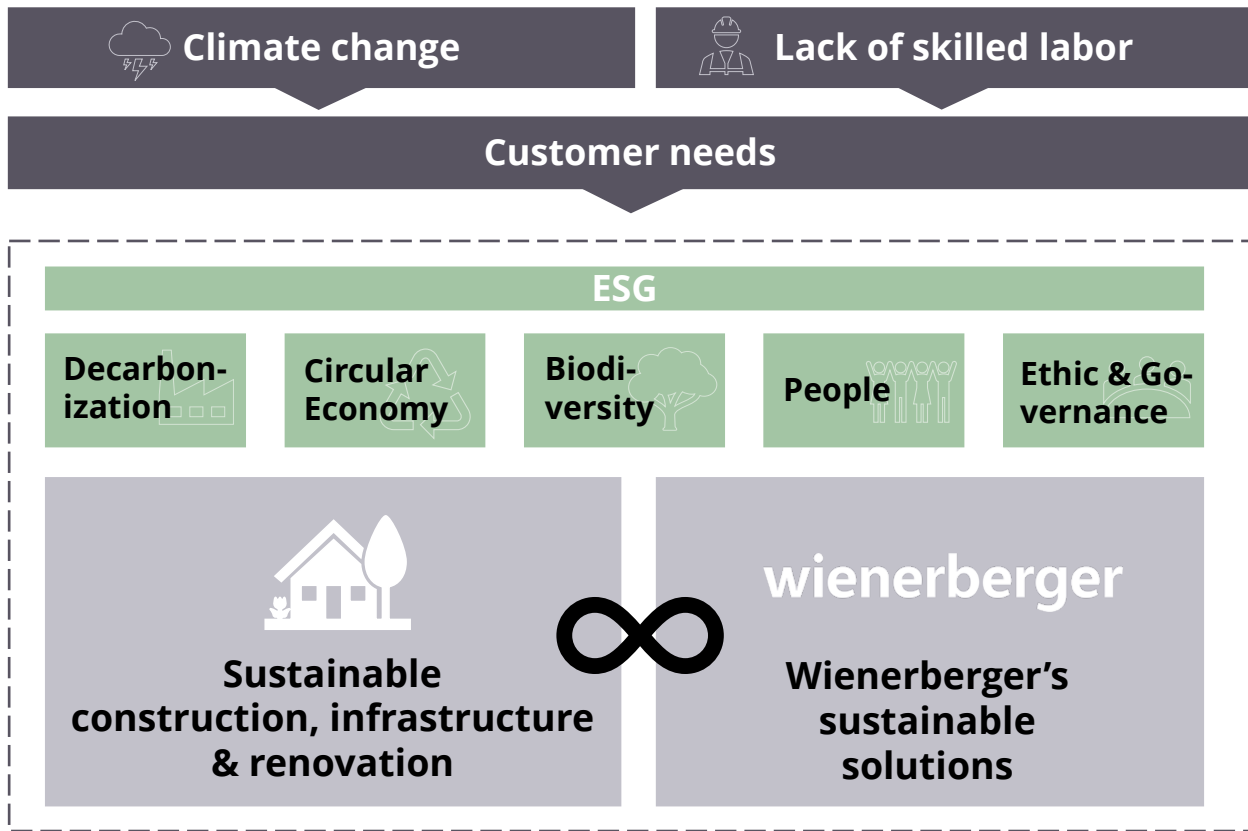 Climate change
Lack of skilled labor
Customer needs
ESG
Decarbon-
ization
Circular
Economy
Biodi-
versity
People
Ethic & Go-
vernance
Sustainable
construction, infrastructure
& renovation
wienerberger
Wienerberger’s
sustainable
solutions